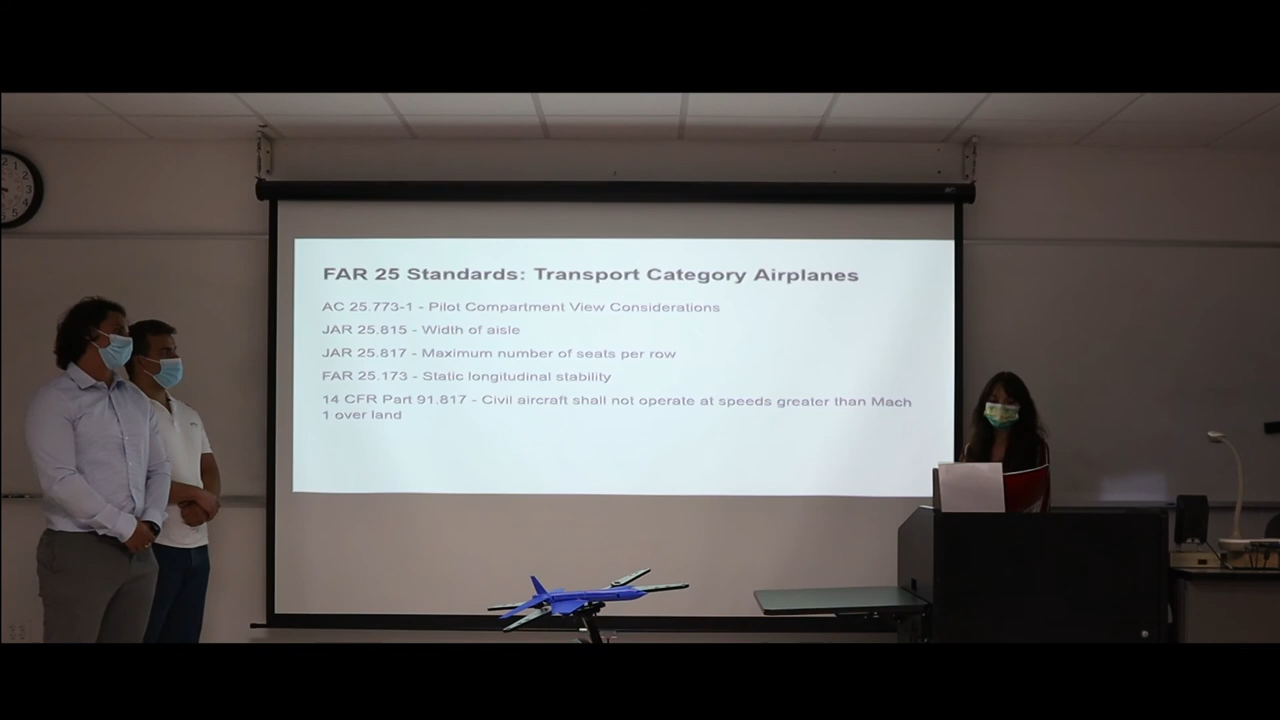 FAR 25 Standards: Transport Category Airplanes
AC 25.773-1 - Pilot Compartment View Considerations
JAR 25.815 - Width of aisle
JAR 25.817 - Maximum number of seats per row
FAR 25.173 - Static longitudinal stability
14 CFR Part 91.817 - Civil aircraft shall not operate at speeds greater than Mach
1 over land